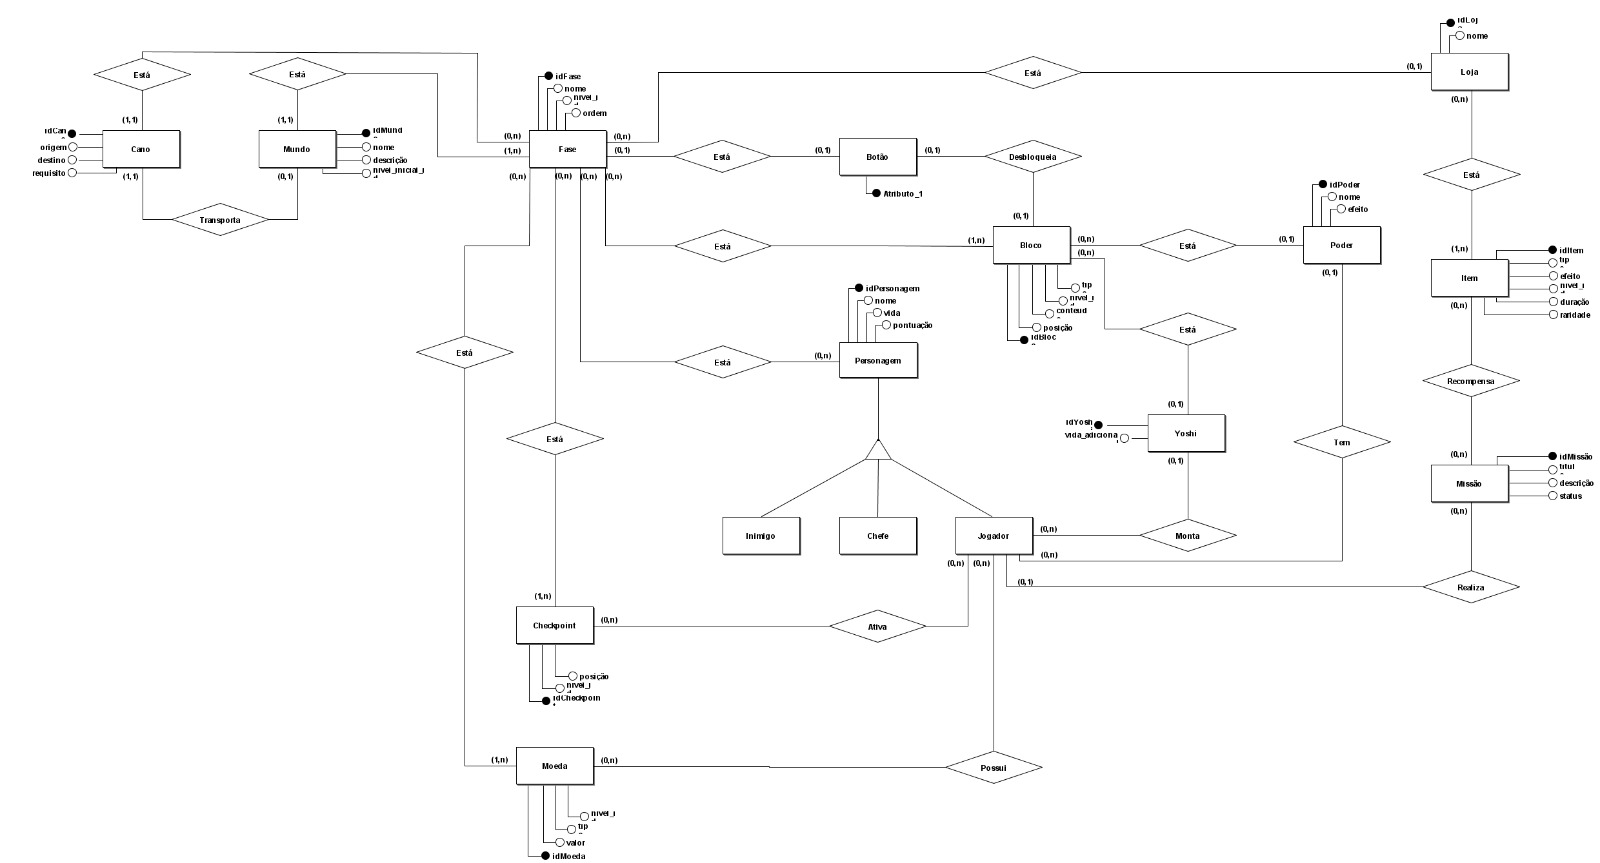 idLoj
nome
Loja
(0,1)
(0,n)
Está
Está
Está
idFase
nome
nivel_i
d
ordem
(1,1)
(1,1)
idCan
origem
destino
requisito
Cano
(1,1)
Mundo
(0,1)
idMund
nome
descrição
nivel_inicial_i
d
Transporta
(0,n)
(1,n)
Fase
(0,n)
(0,1)
(0,n)
(0,n)
(0,n)
(0,n)
Está
(0,1)
Botão
(0,1)
Atributo_1
Desbloqueia
(0,1)
Está
idPoder
nome
efeito
Está
(1,n)
Bloco
(0,n)
(0,n)
Está
(0,1)
Poder
(0,1)
(1,n)
Item
(0,n)
idItem
tip
efeito
nivel_i
d
duração
raridade
tip
nivel_i
d
conteud
posição
idBloc
idPersonagem
nome
vida
pontuação
Está
Está
(0,n)
Personagem
Está
Recompensa
(0,1)
idYosh
vida_adiciona
Yoshi
(0,1)
Está
Tem
(0,n)
Missão
(0,n)
idMissão
titul
descrição
status
Inimigo
Chefe
Jogador
(0,n)
(0,n)
(0,1)
(0,n)
(0,n)
Monta
Realiza
(1,n)
Checkpoint
(0,n)
Ativa
posição
nivel_i
d
idCheckpoin
t
(1,n)
Moeda
(0,n)
Possui
nivel_i
d
tip
valor
idMoeda